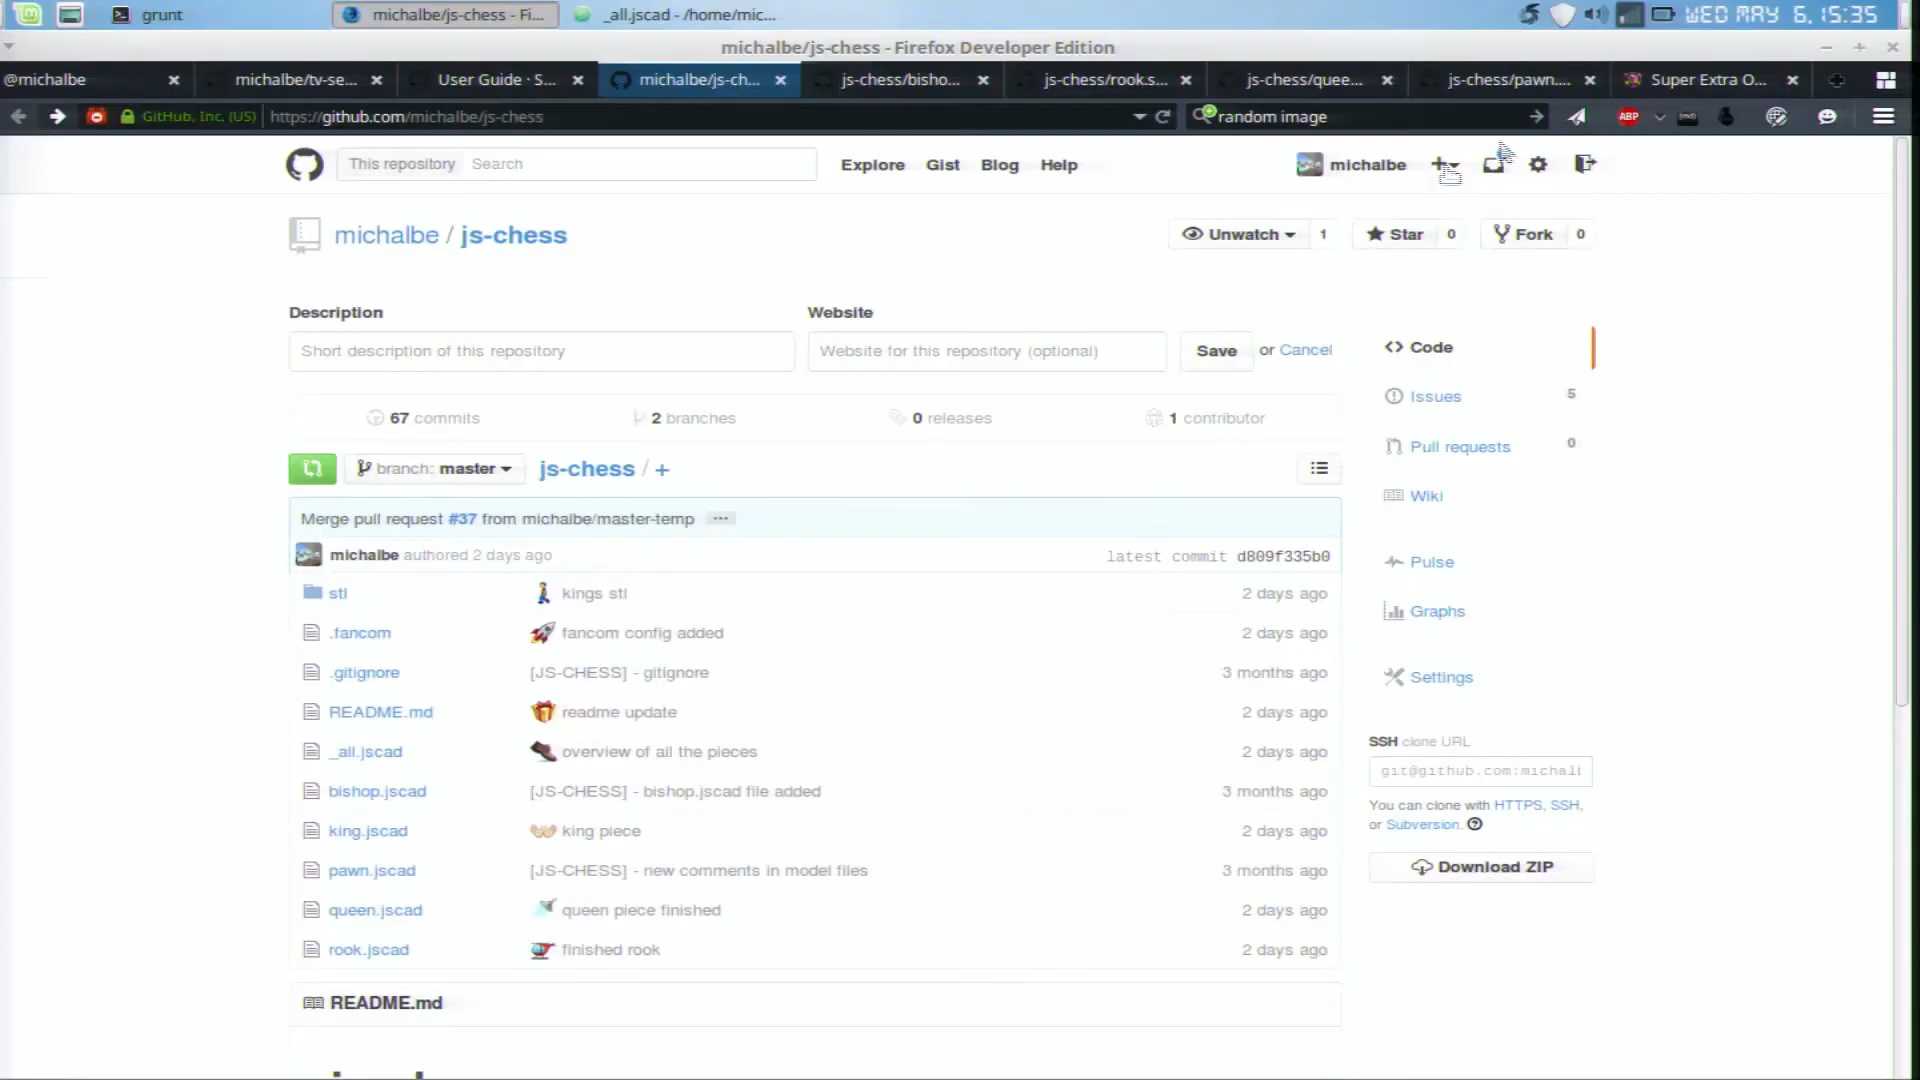 grunt
michalbe/js-chess - Fi...
_all.jscad - /home/mic...
WED MAY 6, 15:35
michalbe/js-chess - Firefox Developer Edition
@michalbe
michalbe/tv-se...
User Guide · S...
michalbe/js-ch...
js-chess/bisho...
js-chess/rook.s...
js-chess/quee...
js-chess/pawn....
Super Extra O...
GitHub, Inc. (US)
https://github.com/michalbe/js-chess
random image
ABP
This repository
Search
Explore
Gist
Blog
Help
michalbe
michalbe / js-chess
Unwatch
1
Star
0
Fork
0
Description
Website
Short description of this repository
Website for this repository (optional)
Save
or Cancel
67 commits
2 branches
0 releases
1 contributor
branch: master
js-chess / +
Merge pull request #37 from michalbe/master-temp ...
michalbe authored 2 days ago
latest commit d809f335b0
stl
kings stl
2 days ago
.fancom
fancom config added
2 days ago
.gitignore
[JS-CHESS] - gitignore
3 months ago
README.md
readme update
2 days ago
_all.jscad
overview of all the pieces
2 days ago
bishop.jscad
[JS-CHESS] - bishop.jscad file added
3 months ago
king.jscad
king piece
2 days ago
pawn.jscad
[JS-CHESS] - new comments in model files
3 months ago
queen.jscad
queen piece finished
2 days ago
rook.jscad
finished rook
2 days ago
README.md
Code
Issues
5
Pull requests
0
Wiki
Pulse
Graphs
Settings
SSH clone URL
git@github.com:michall
You can clone with HTTPS, SSH,
or Subversion.
Download ZIP